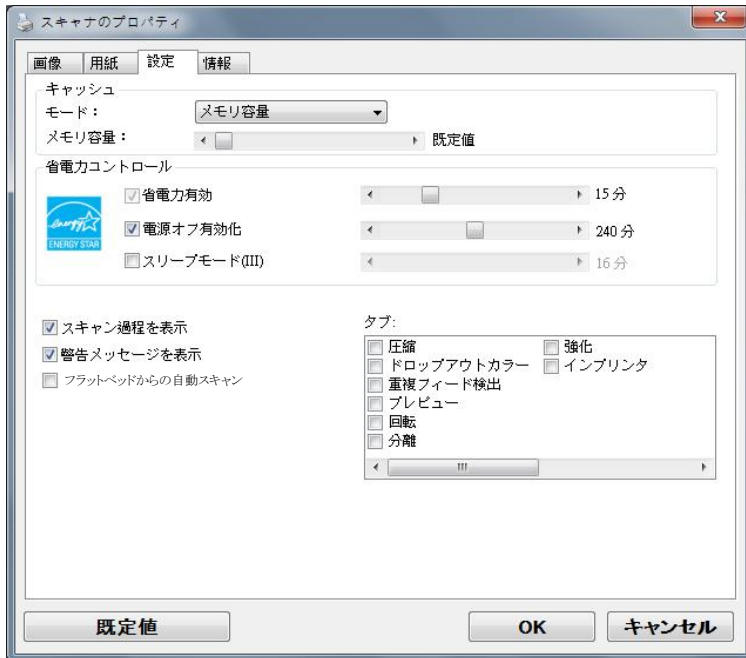 スキャナのプロパティ
画像 用紙 設定 情報
キャッシュ
モード： メモリ容量
メモリ容量： 既定値
省電力コントロール
省電力有効 15 分
energy
ENERGY STAR
電源オフ有効化 240 分
スリープモード(III) 16 分
スキャン過程を表示
警告メッセージを表示
フラットベッドからの自動スキャン
タブ:
圧縮 強化
ドロップアウトカラー インプリンタ
重複フィード検出
プレビュー
回転
分離
既定値 OK キャンセル